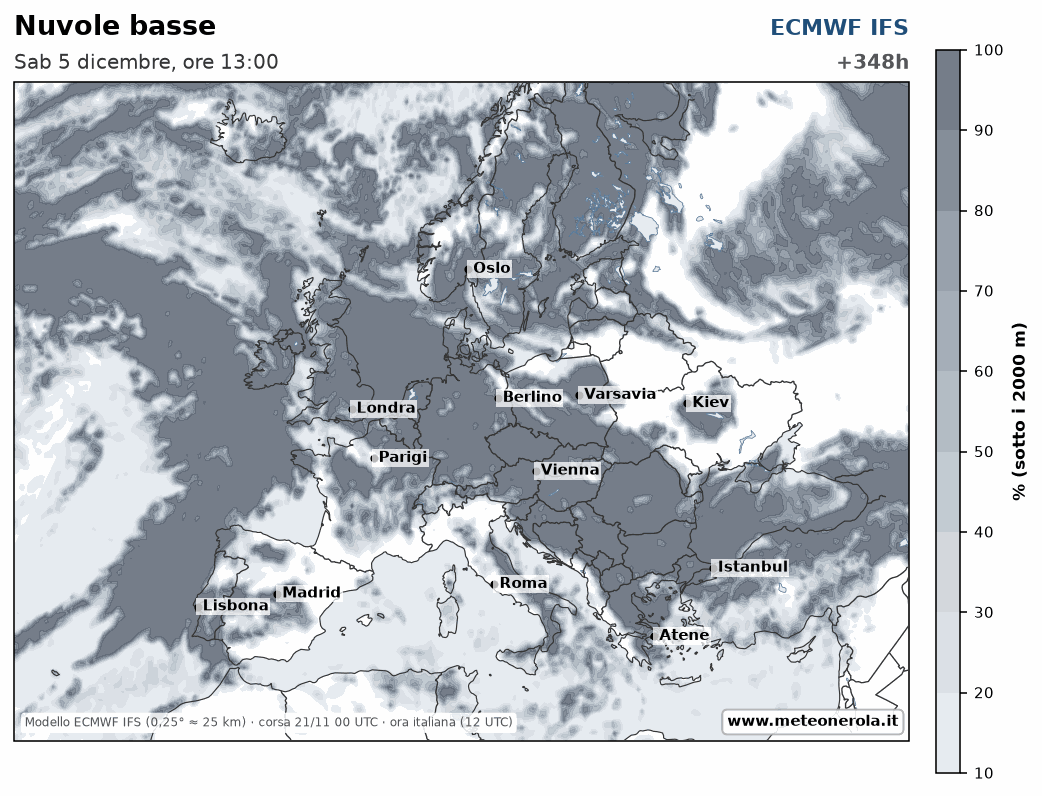 Nuvole basse
ECMWF IFS
Sab 5 dicembre, ore 13:00
+348h
Oslo
Londra
Berlino
Varsavia
Kiev
Parigi
Vienna
Istanbul
Roma
Madrid
Lisbona
Atene
Modello ECMWF IFS (0,25° ≈ 25 km) · corsa 21/11 00 UTC · ora italiana (12 UTC)
www.meteonerola.it
100
90
80
70
60
50
40
30
20
10
% (sotto i 2000 m)